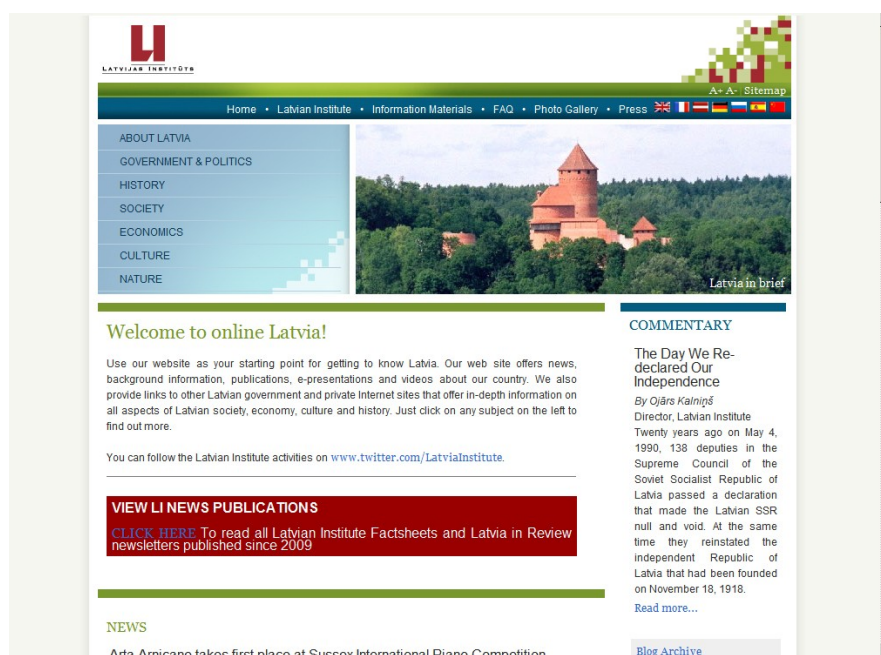 LATVIJAS INSTITŪTS
A+ A- Sitemap
Home • Latvian Institute • Information Materials • FAQ • Photo Gallery • Press
ABOUT LATVIA
GOVERNMENT & POLITICS
HISTORY
SOCIETY
ECONOMICS
CULTURE
NATURE
Latvia in brief
Welcome to online Latvia!
Use our website as your starting point for getting to know Latvia. Our web site offers news,
background information, publications, e-presentations and videos about our country. We also
provide links to other Latvian government and private Internet sites that offer in-depth information on
all aspects of Latvian society, economy, culture and history. Just click on any subject on the left to
find out more.
You can follow the Latvian Institute activities on www.twitter.com/LatviaInstitute.
VIEW LI NEWS PUBLICATIONS
CLICK HERE To read all Latvian Institute Factsheets and Latvia in Review
newsletters published since 2009
NEWS
Arta Arnicane takes first place at Sussex International Piano Competition
COMMENTARY
The Day We Re-
declared Our
Independence
By Ojārs Kalniņš
Director, Latvian Institute
Twenty years ago on May 4,
1990, 138 deputies in the
Supreme Council of the
Soviet Socialist Republic of
Latvia passed a declaration
that made the Latvian SSR
null and void. At the same
time they reinstated the
independent Republic of
Latvia that had been founded
on November 18, 1918.
Read more...
Blog Archive